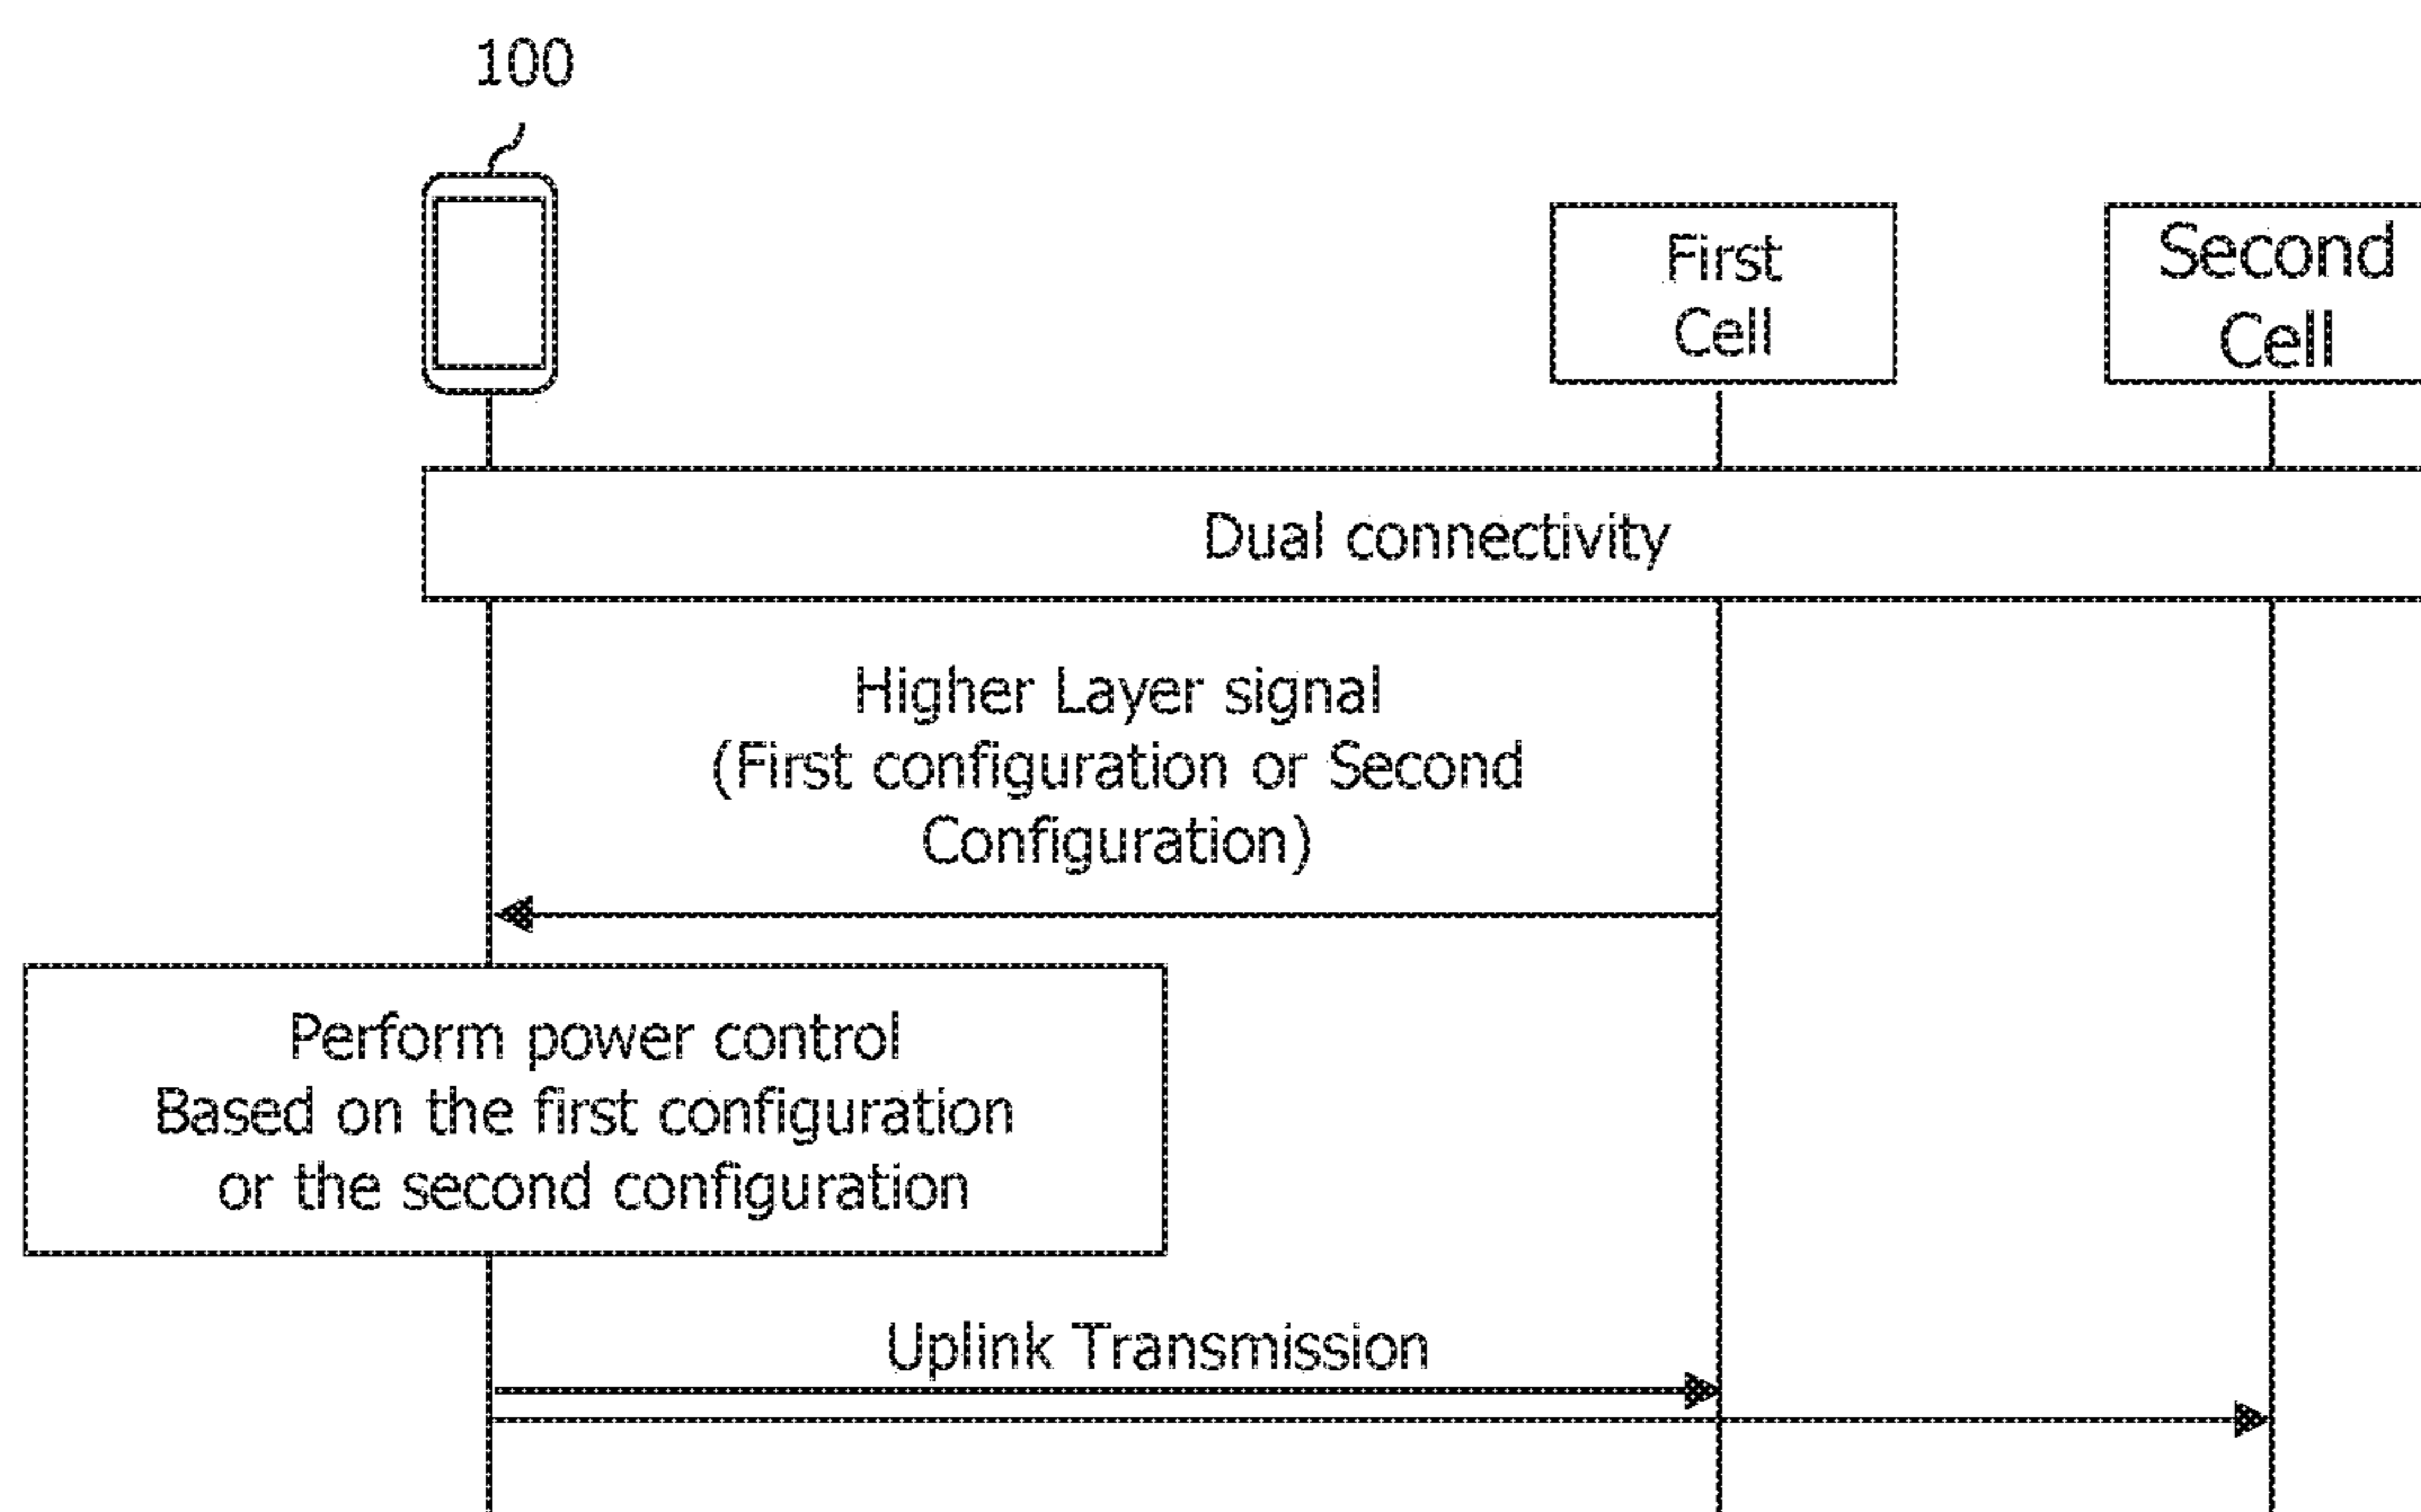 100
First
Cell
Second
Cell
Dual connectivity
Higher Layer signal
(First configuration or Second
Configuration)
Perform power control
Based on the first configuration
or the second configuration
Uplink Transmission